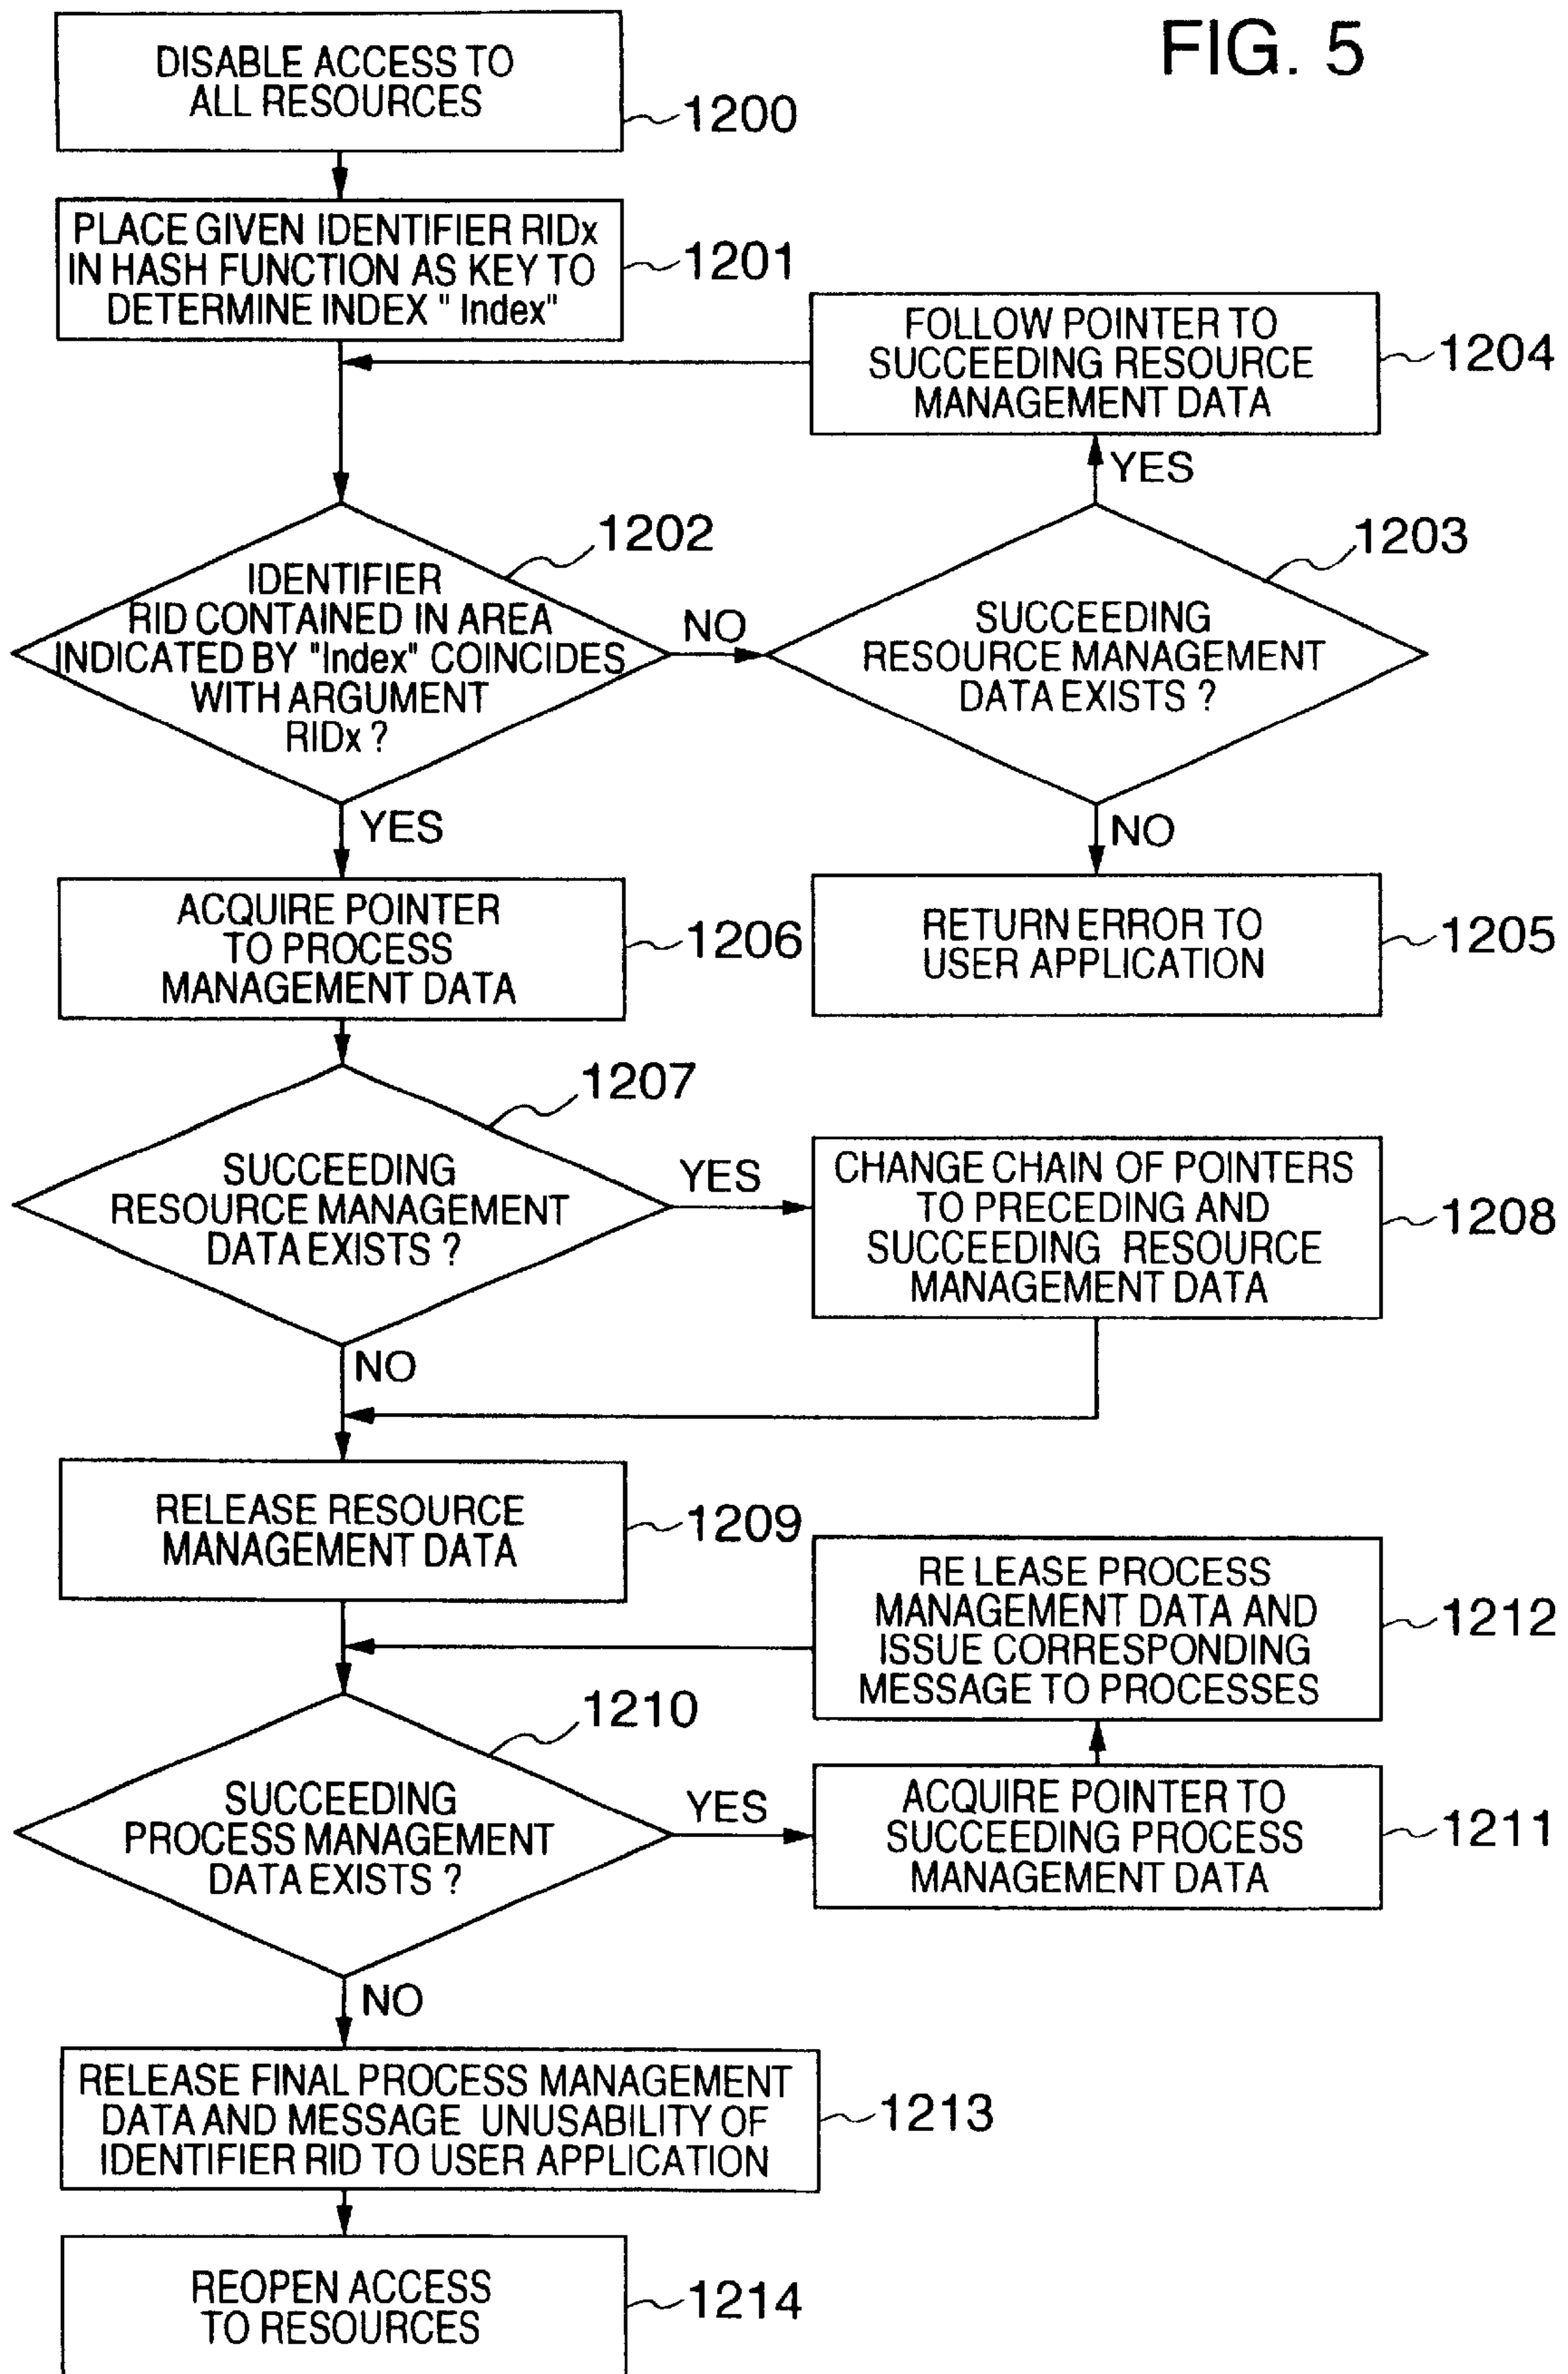 FIG. 5
DISABLE ACCESS TO
ALL RESOURCES
1200
PLACE GIVEN IDENTIFIER RIDx
IN HASH FUNCTION AS KEY TO
DETERMINE INDEX " Index"
1201
FOLLOW POINTER TO
SUCCEEDING RESOURCE
MANAGEMENT DATA
1204
YES
1202
IDENTIFIER
RID CONTAINED IN AREA
INDICATED BY "Index" COINCIDES
WITH ARGUMENT
RIDx ?
NO
1203
SUCCEEDING
RESOURCE MANAGEMENT
DATA EXISTS ?
YES
NO
ACQUIRE POINTER
TO PROCESS
MANAGEMENT DATA
1206
RETURN ERROR TO
USER APPLICATION
1205
1207
SUCCEEDING
RESOURCE MANAGEMENT
DATA EXISTS ?
YES
CHANGE CHAIN OF POINTERS
TO PRECEDING AND
SUCCEEDING RESOURCE
MANAGEMENT DATA
1208
NO
RELEASE RESOURCE
MANAGEMENT DATA
1209
RE LEASE PROCESS
MANAGEMENT DATA AND
ISSUE CORRESPONDING
MESSAGE TO PROCESSES
1212
1210
SUCCEEDING
PROCESS MANAGEMENT
DATA EXISTS ?
YES
ACQUIRE POINTER TO
SUCCEEDING PROCESS
MANAGEMENT DATA
1211
NO
RELEASE FINAL PROCESS MANAGEMENT
DATA AND MESSAGE UNUSABILITY OF
IDENTIFIER RID TO USER APPLICATION
1213
REOPEN ACCESS
TO RESOURCES
1214